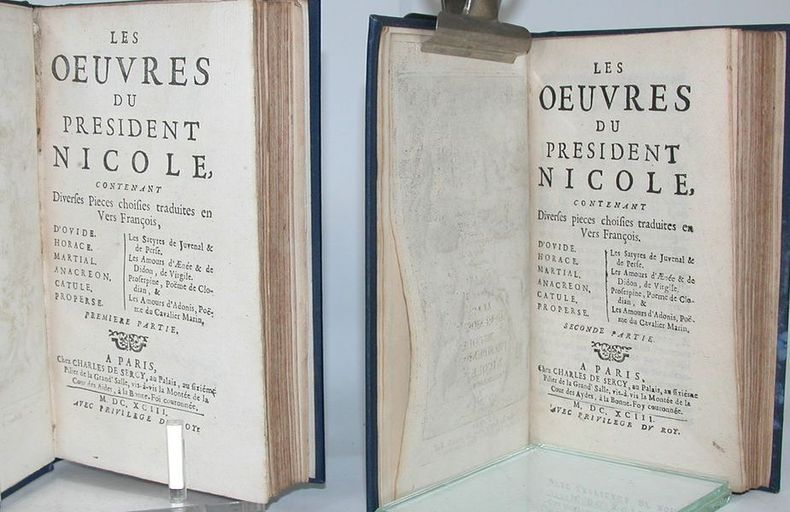 LES
OEUVRES
DU
PRESIDENT
NICOLE,
CONTENANT
Diverſes Pieces choiſies traduites en
Vers François,
D'OVIDE.
HORACE.
MARTIAL.
ANACREON.
CATULE.
PROPERSE.
Les Satyres de Juvenal &
de Perſe.
Les Amours d'Ænée & de
Didon, de Virgile.
Proſerpine, Poëme de Clo-
dian, &
Les Amours d'Adonis, Poë-
me du Cavalier Marin,
PREMIERE PARTIE,
A PARIS,
Chez CHARLES DE SERCY, au Palais, au ſixiéme
Pilier de la Grand' Salle, vis-à-vis la Montée de la
Cour des Aides, à la Bonne-Foy couronnée.
M. DC. XCIII.
AVEC PRIVILEGE ROY
LES
OEUVRES
DU
PRESIDENT
NICOLE,
CONTENANT
Diverſes pieces choiſies traduites en
Vers François.
D'OVIDE.
HORACE.
MARTIAL.
ANACREON.
CATULE.
PROPERSE.
Les Satyres de Juvenal &
de Perſe.
Les Amours d'Ænée & de
Didon, de Virgile.
Proſerpine, Poëme de Clo-
dian, &
Les Amours d'Adonis, Poë-
me du Cavalier Marin,
SECONDE PARTIE.
A PARIS,
Chez CHARLES DE SERCY, au Palais, au ſixiéme
Pilier de la Grand' Salle, vis-à-vis la Montée de la
Cour des Aydes, à la Bonne-Foy couronnée.
M. DC. XCIII.
AVEC PRIVILEGE DV ROY.